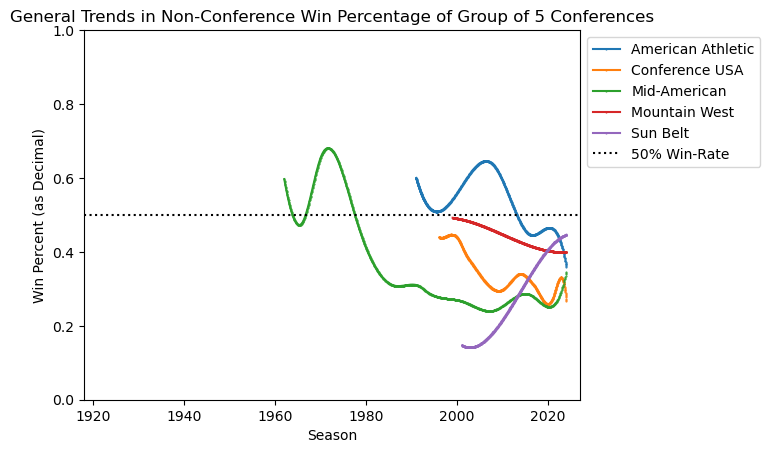 General Trends in Non-Conference Win Percentage of Group of 5 Conferences
Win Percent (as Decimal)
1.0
0.8
0.6
0.4
0.2
0.0
1920 1940 1960 1980 2000 2020
Season
American Athletic
Conference USA
Mid-American
Mountain West
Sun Belt
50% Win-Rate